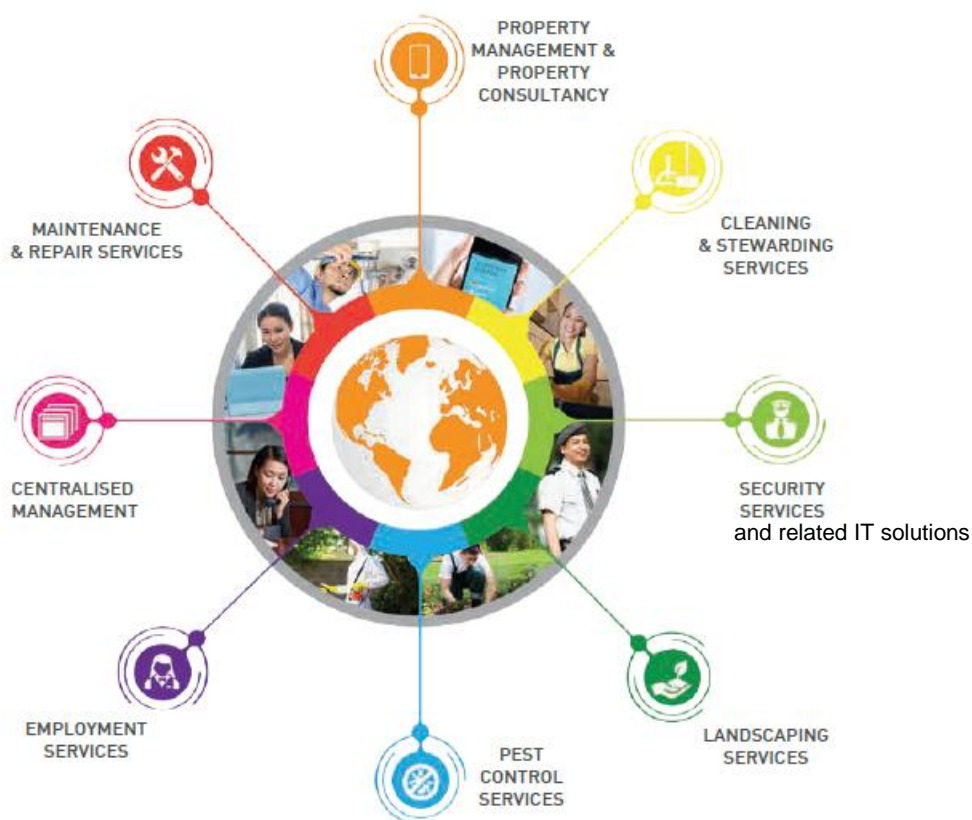 PROPERTY
MANAGEMENT &
PROPERTY
CONSULTANCY
CLEANING
& STEWARDING
SERVICES
SECURITY
SERVICES
and related IT solutions
LANDSCAPING
SERVICES
PEST
CONTROL
SERVICES
EMPLOYMENT
SERVICES
CENTRALISED
MANAGEMENT
MAINTENANCE
& REPAIR SERVICES